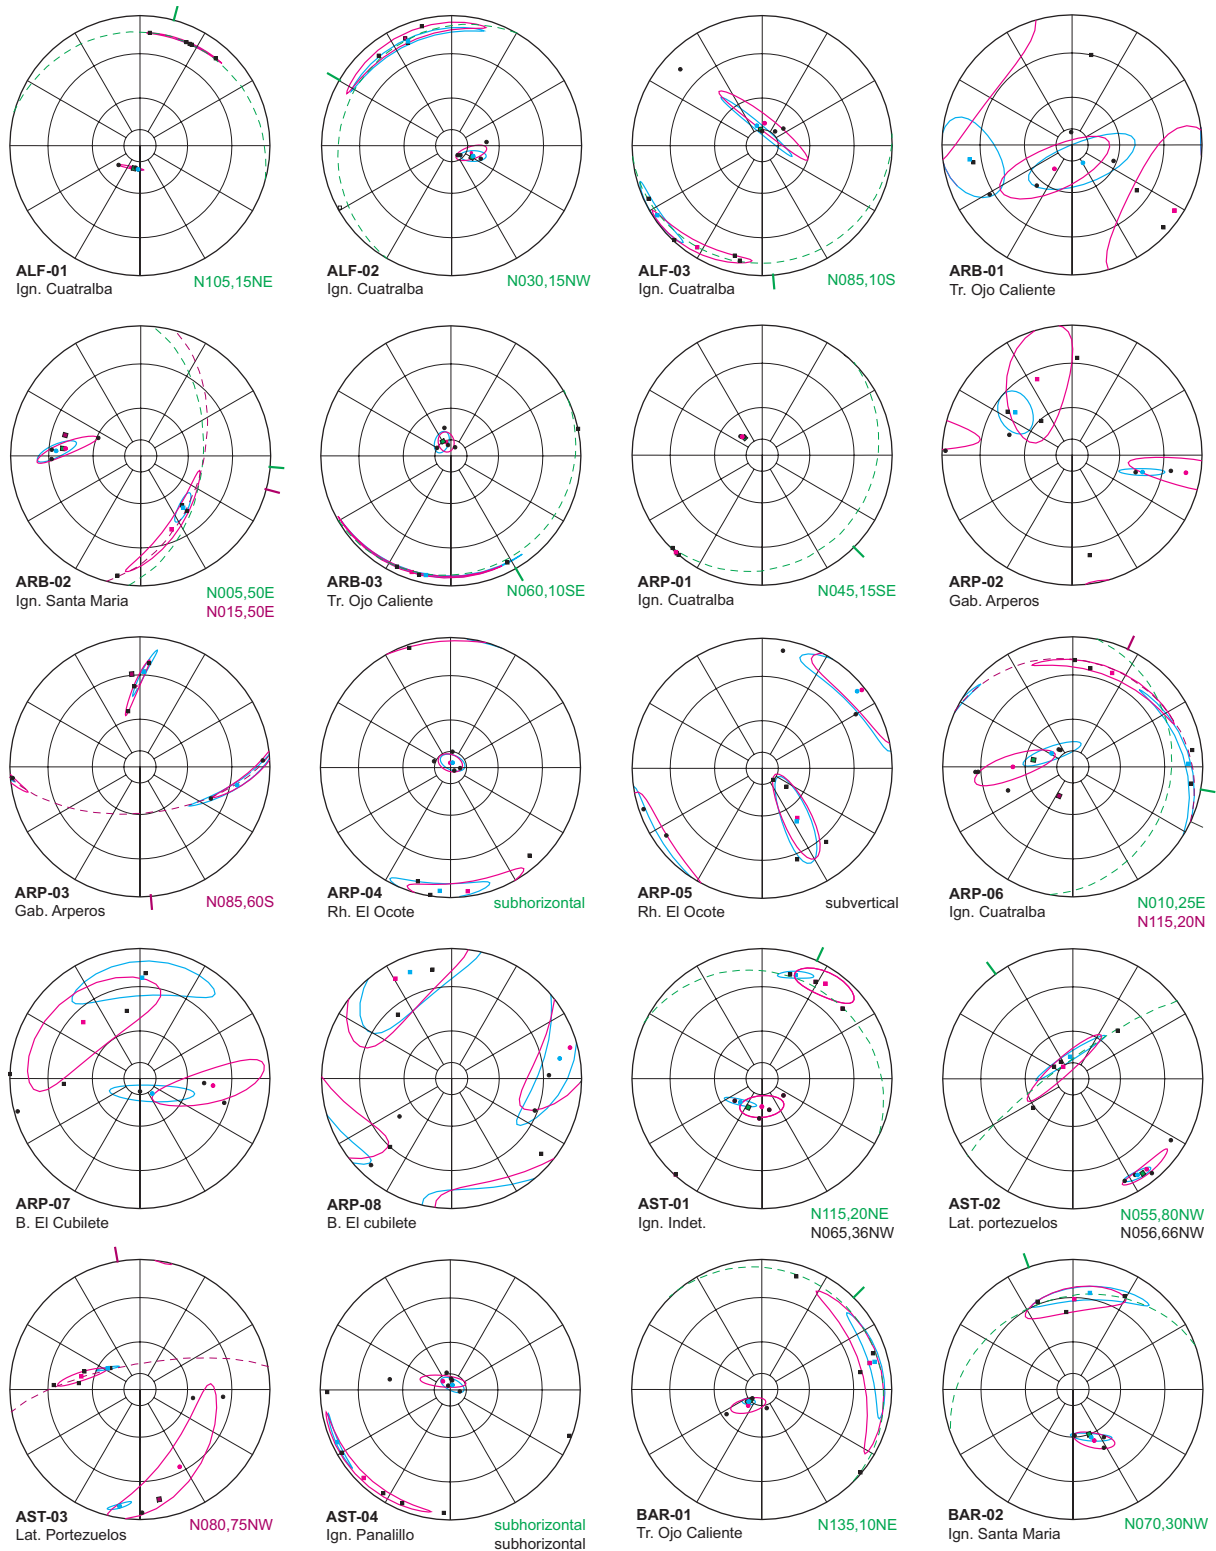 ALF-01
Ign. Cuatralba
N105,15NE
ALF-02
Ign. Cuatralba
N030,15NW
ALF-03
Ign. Cuatralba
N085,10S
ARB-01
Tr. Ojo Caliente
ARB-02
Ign. Santa Maria
N005,50E
N015,50E
ARB-03
Tr. Ojo Caliente
N060,10SE
ARP-01
Ign. Cuatralba
N045,15SE
ARP-02
Gab. Arperos
ARP-03
Gab. Arperos
N085,60S
ARP-04
Rh. El Ocote
subhorizontal
ARP-05
Rh. El Ocote
subvertical
ARP-06
Ign. Cuatralba
N010,25E
N115,20N
ARP-07
B. El Cubilete
ARP-08
B. El cubilete
AST-01
Ign. Indet.
N115,20NE
N065,36NW
AST-02
Lat. portezuelos
N055,80NW
N056,66NW
AST-03
Lat. Portezuelos
N080,75NW
AST-04
Ign. Panalillo
subhorizontal
subhorizontal
BAR-01
Tr. Ojo Caliente
N135,10NE
BAR-02
Ign. Santa Maria
N070,30NW